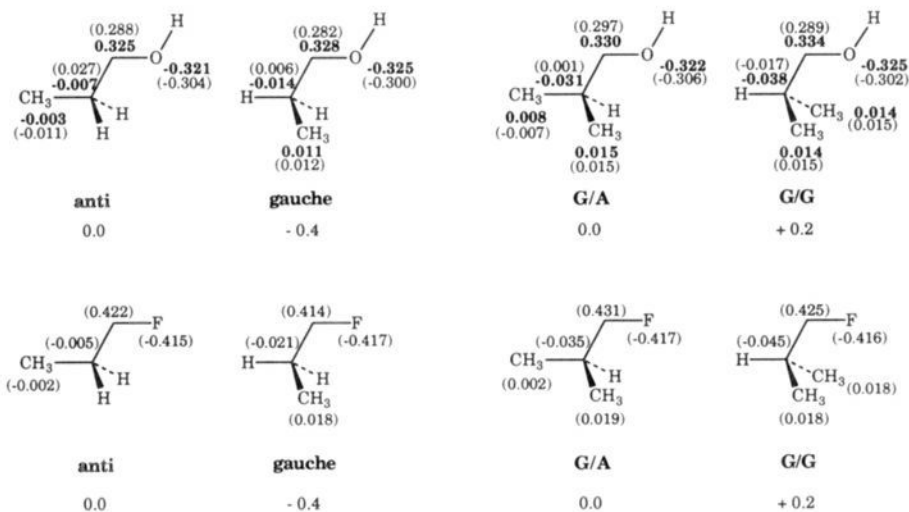 H H H H
(0.288) (0.282) (0.297) (0.289)
0.325 0.328 0.330 0.334
O O O O
(0.027) -0.321 (0.006) -0.325 (0.001) -0.322 (-0.017) -0.325
-0.007 (-0.304) -0.014 (-0.300) -0.031 (-0.306) -0.038 (-0.302)
CH3 H H H CH3 H H CH3 0.014
-0.003 H CH3 0.008 CH3 CH3 (0.015)
(-0.011) 0.011 (-0.007) 0.015 0.014
(0.012) (0.015) (0.015)
anti gauche G/A G/G
0.0 - 0.4 0.0 + 0.2
(0.422) (0.414) (0.431) (0.425)
F F F F
(-0.005) (-0.415) (-0.021) (-0.417) (-0.035) (-0.417) (-0.045) (-0.416)
CH3 H H H CH3 H H CH3 (0.018)
(-0.002) H CH3 (0.002) CH3 CH3
(0.018) (0.019) (0.018)
anti gauche G/A G/G
0.0 - 0.4 0.0 + 0.2